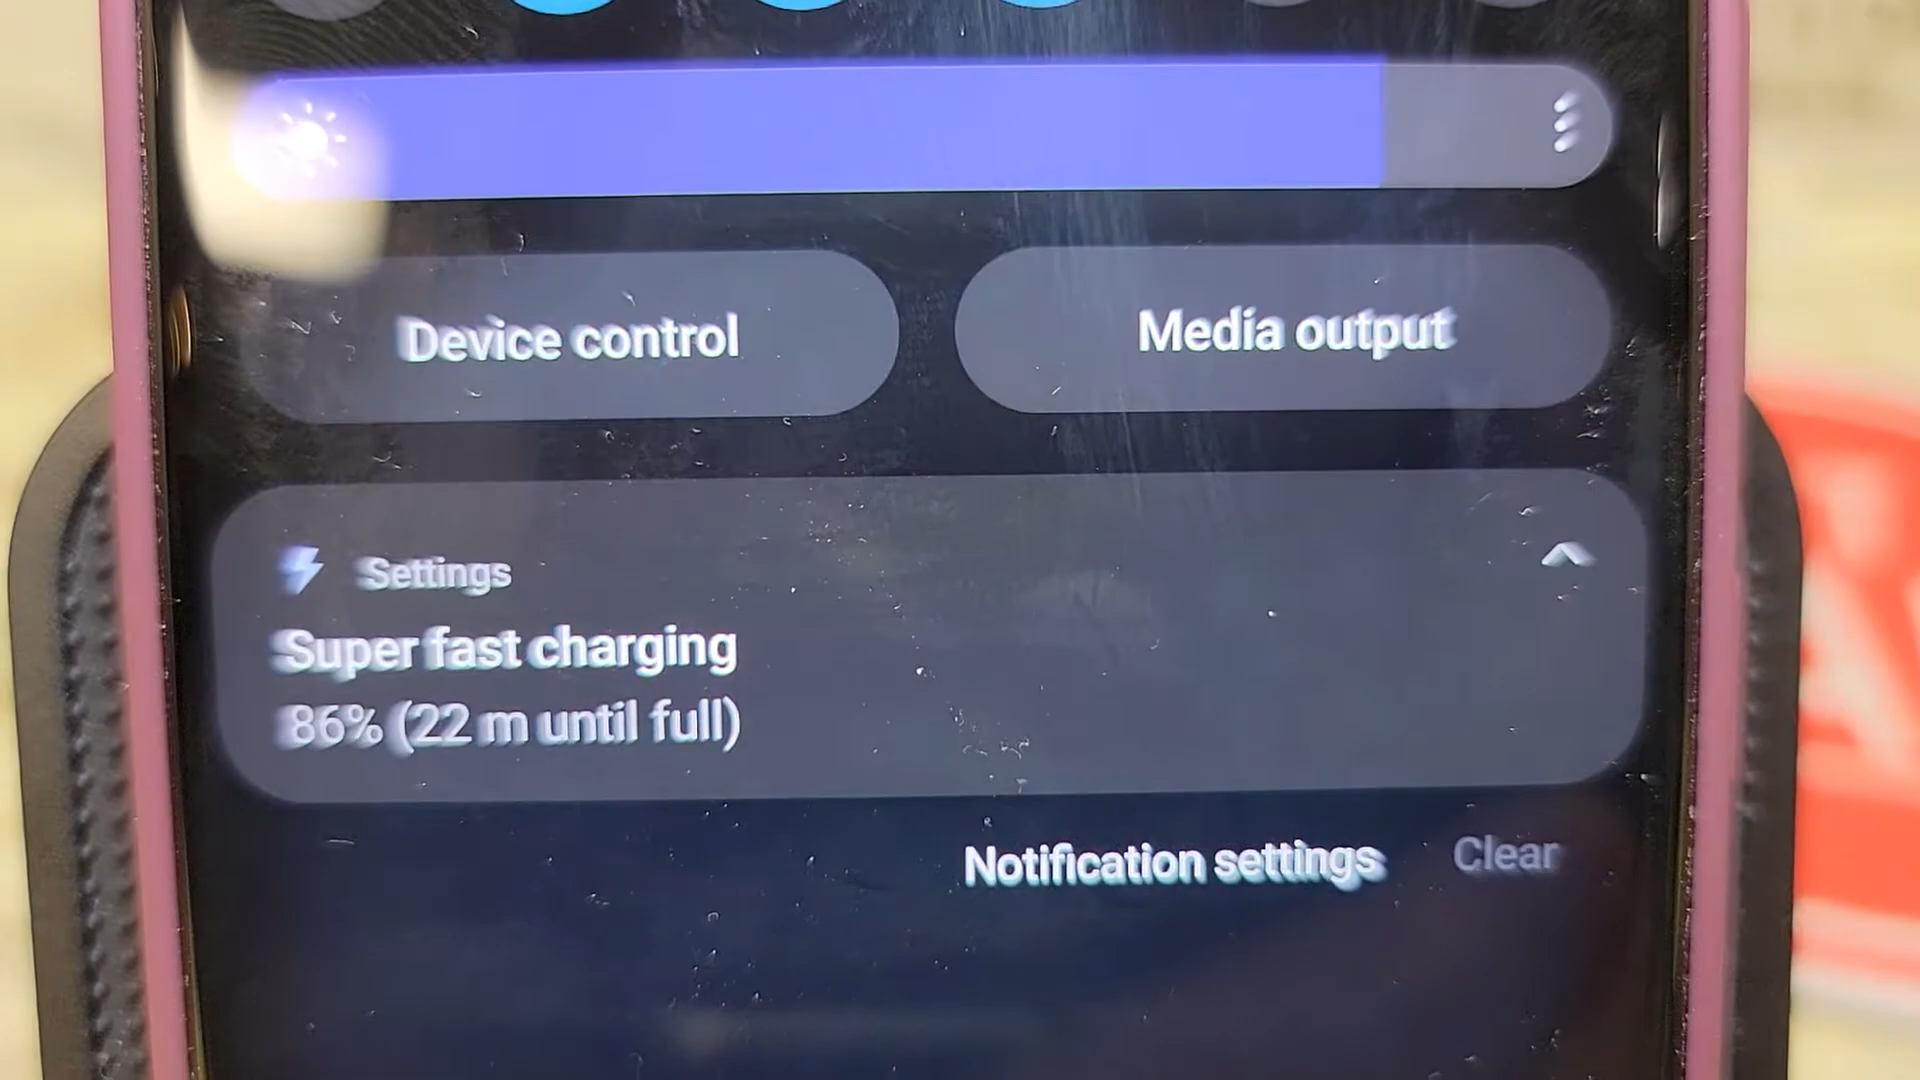 Device control
Media output
Settings
Super fast charging
86% (22 m until full)
Notification settings
Clear